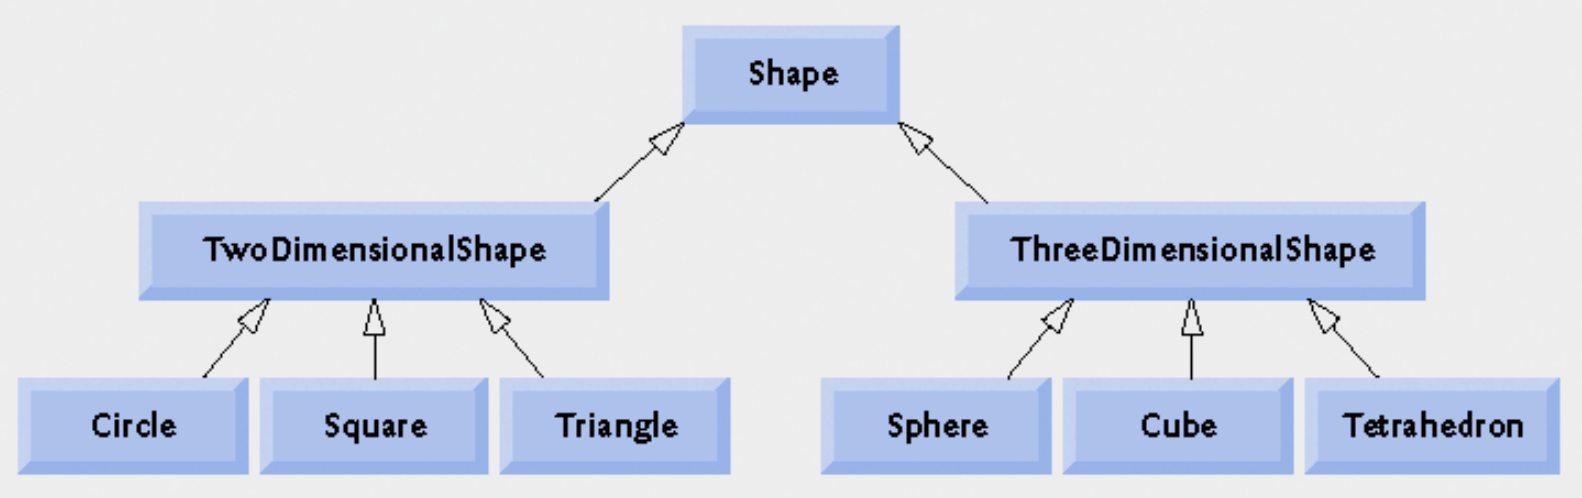 Shape
TwoDimensionalShape
ThreeDimensionalShape
Circle
Square
Triangle
Sphere
Cube
Tetrahedron